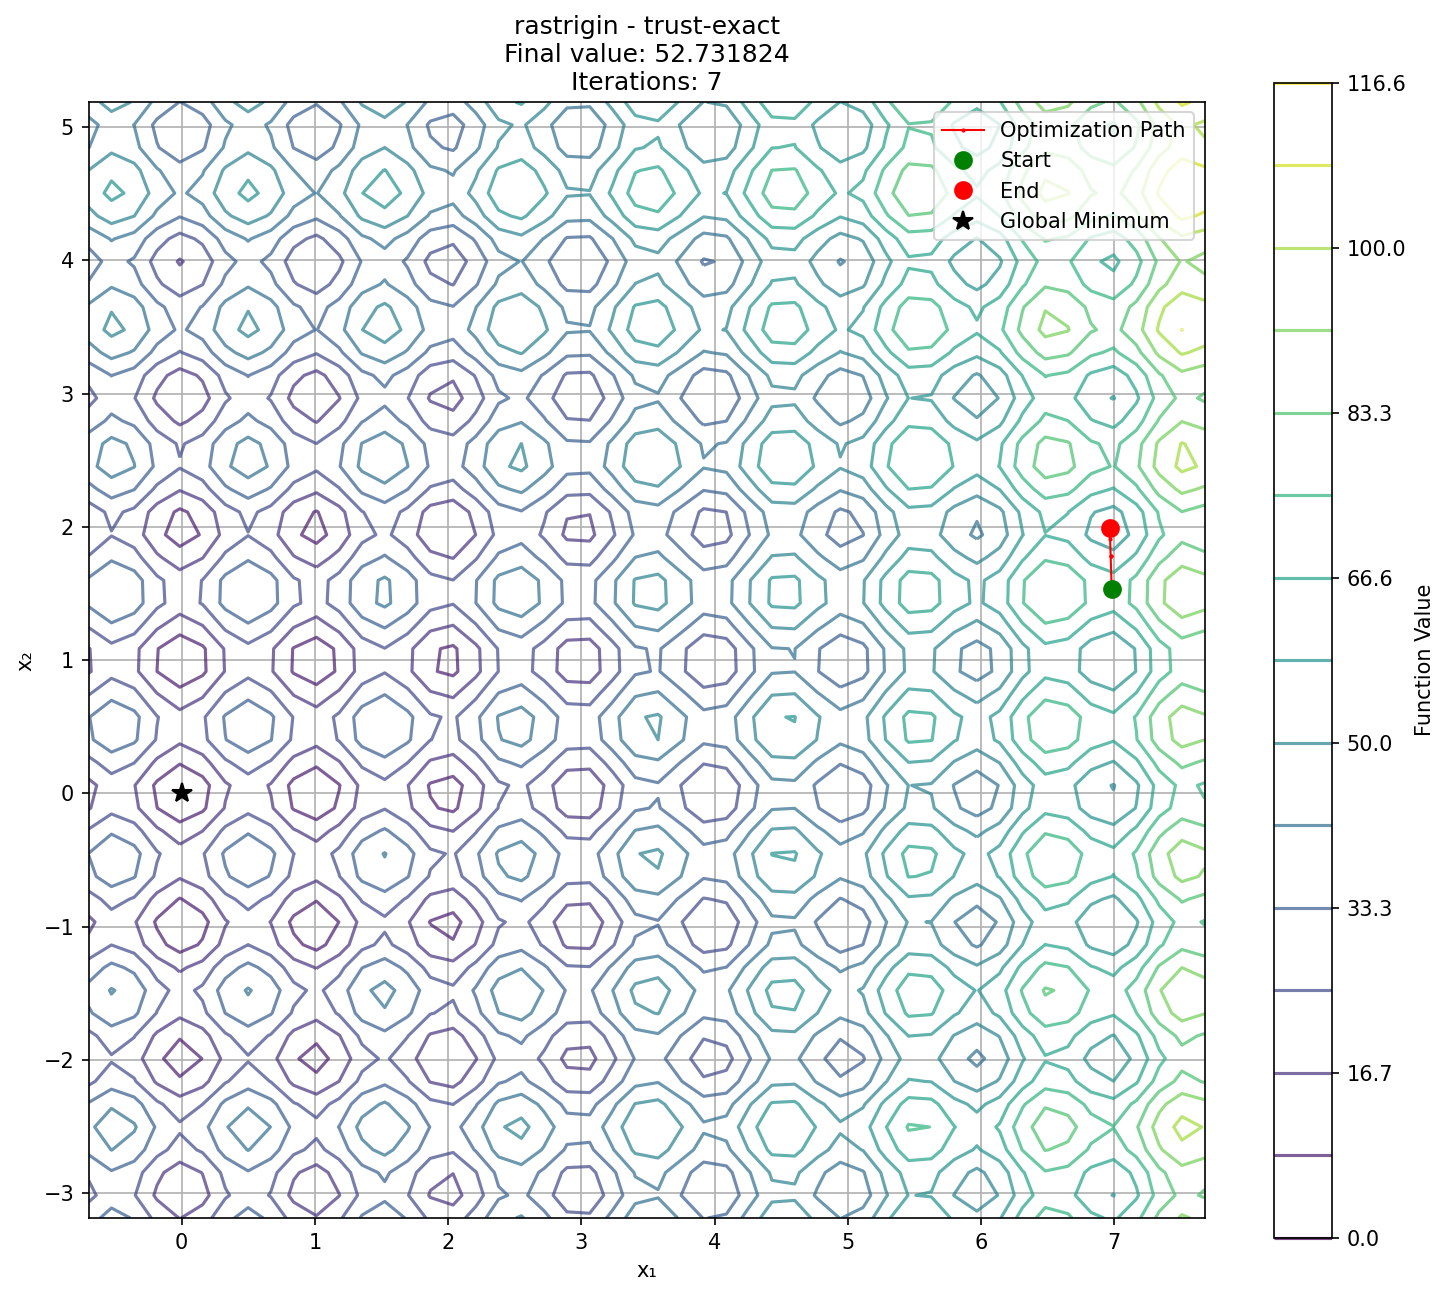 rastrigin - trust-exact
Final value: 52.731824
Iterations: 7
Optimization Path
Start
End
Global Minimum
5
4
3
2
1
0
−1
−2
−3
x₂
0
1
2
3
4
5
6
7
x₁
116.6
100.0
83.3
66.6
50.0
33.3
16.7
0.0
Function Value